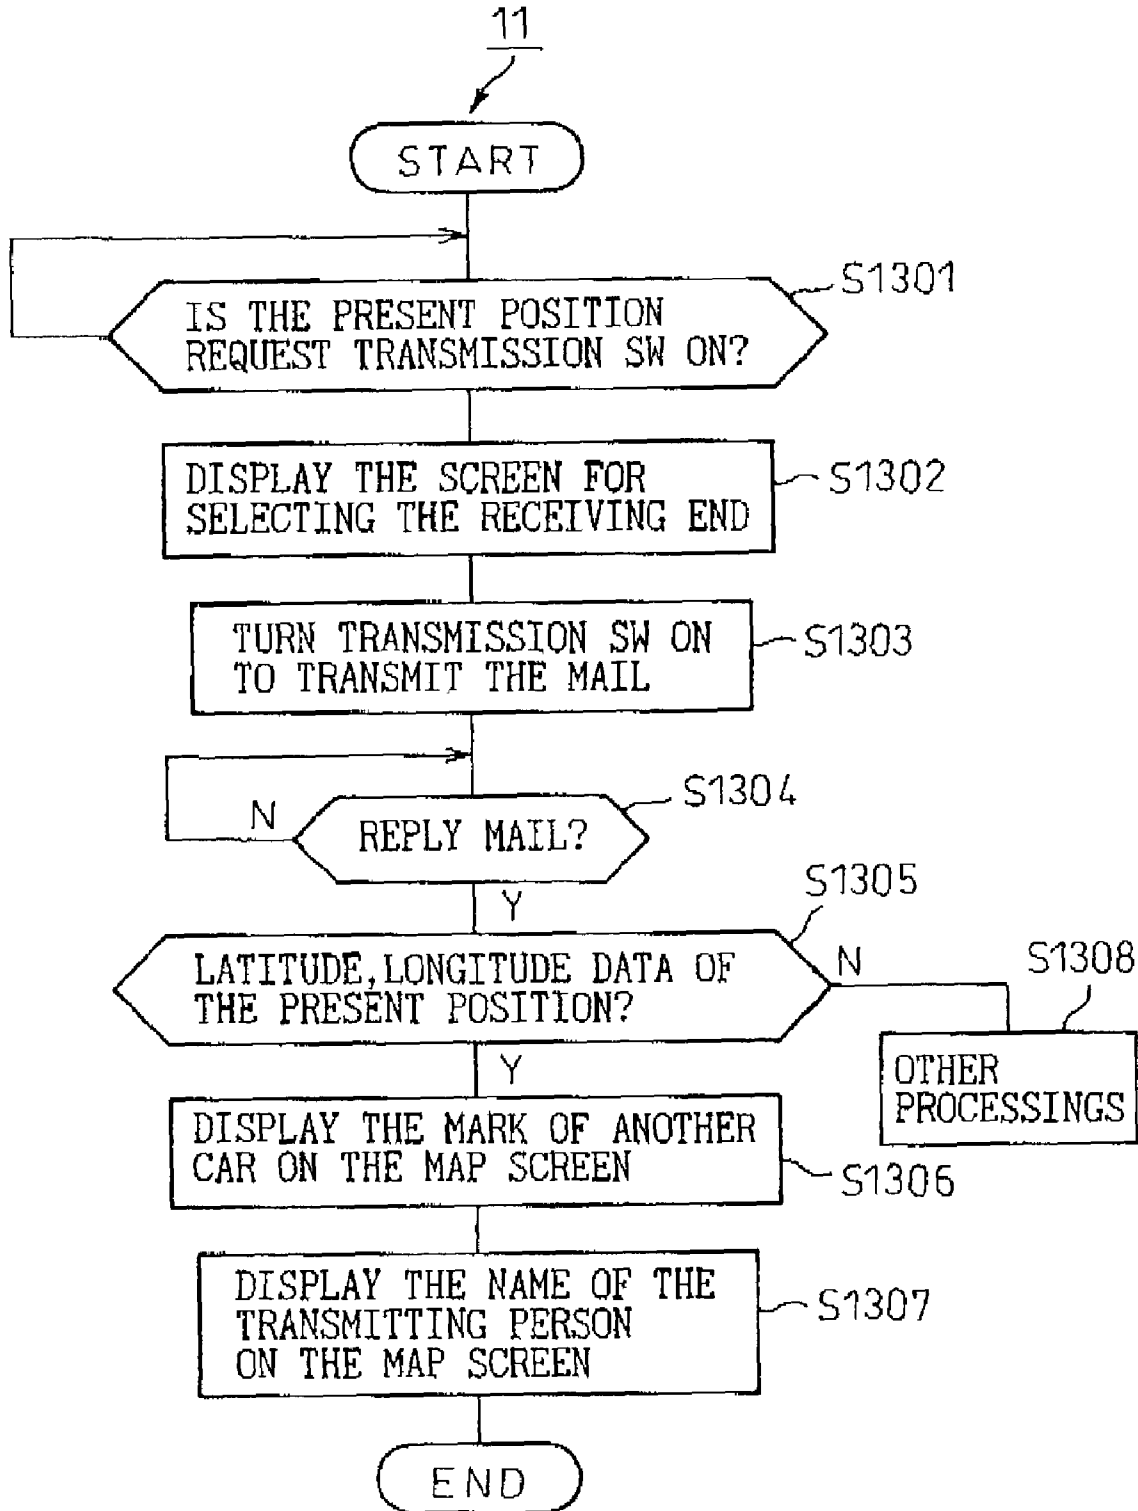 11
START
S1301
IS THE PRESENT POSITION
REQUEST TRANSMISSION SW ON?
S1302
DISPLAY THE SCREEN FOR
SELECTING THE RECEIVING END
S1303
TURN TRANSMISSION SW ON
TO TRANSMIT THE MAIL
S1304
N
REPLY MAIL?
Y
S1305
LATITUDE,LONGITUDE DATA OF
THE PRESENT POSITION?
N
S1308
OTHER
PROCESSINGS
Y
DISPLAY THE MARK OF ANOTHER
CAR ON THE MAP SCREEN
S1306
DISPLAY THE NAME OF THE
TRANSMITTING PERSON
ON THE MAP SCREEN
S1307
END